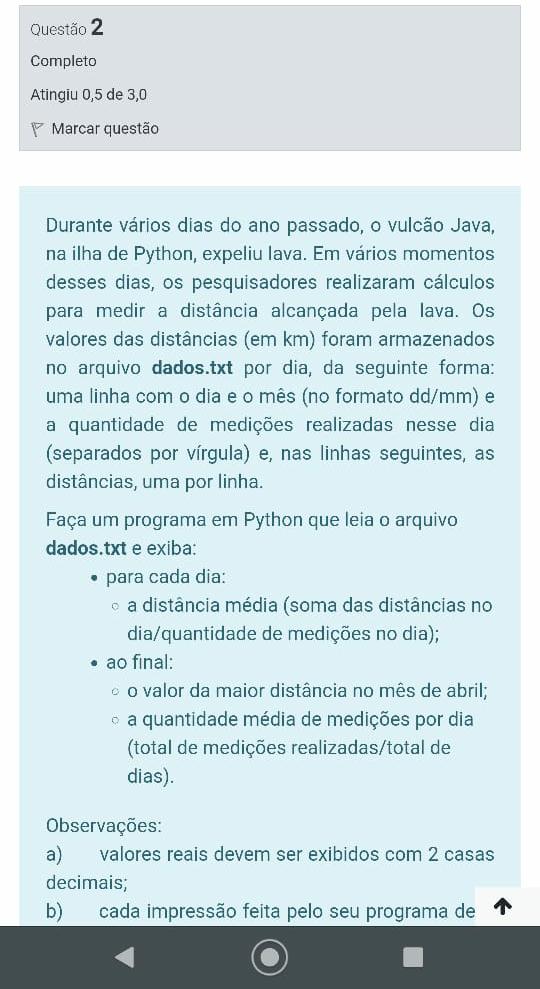 Questão 2
Completo
Atingiu 0,5 de 3,0
Marcar questão
Durante vários dias do ano passado, o vulcão Java,
na ilha de Python, expeliu lava. Em vários momentos
desses dias, os pesquisadores realizaram cálculos
para medir a distância alcançada pela lava. Os
valores das distâncias (em km) foram armazenados
no arquivo dados.txt por dia, da seguinte forma:
uma linha com o dia e o mês (no formato dd/mm) e
a quantidade de medições realizadas nesse dia
(separados por vírgula) e, nas linhas seguintes, as
distâncias, uma por linha.
Faça um programa em Python que leia o arquivo
dados.txt e exiba:
• para cada dia:
○ a distância média (soma das distâncias no
dia/quantidade de medições no dia);
• ao final:
○ o valor da maior distância no mês de abril;
○ a quantidade média de medições por dia
(total de medições realizadas/total de
dias).
Observações:
a) valores reais devem ser exibidos com 2 casas
decimais;
b) cada impressão feita pelo seu programa de